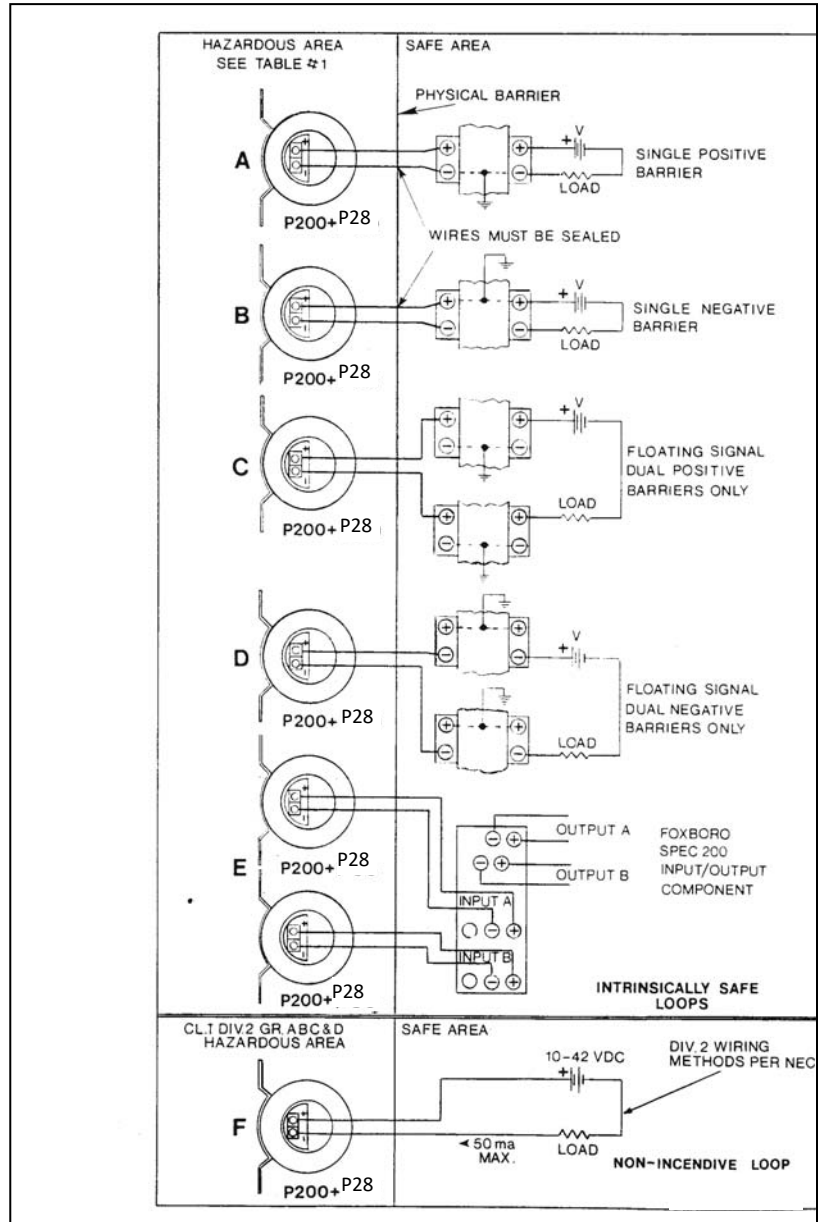 HAZARDOUS AREA
SEE TABLE #1
SAFE AREA
PHYSICAL BARRIER
A
+
-
P200+P28
+ -
+ -
+ V
LOAD
SINGLE POSITIVE
BARRIER
WIRES MUST BE SEALED
B
+
-
P200+P28
+ -
+ -
+ V
LOAD
SINGLE NEGATIVE
BARRIER
C
+
-
P200+P28
+ -
+ -
+ V
LOAD
+ -
+ -
FLOATING SIGNAL
DUAL POSITIVE
BARRIERS ONLY
D
+
-
P200+P28
+ -
+ -
+ V
LOAD
+ -
+ -
FLOATING SIGNAL
DUAL NEGATIVE
BARRIERS ONLY
E
+
-
P200+P28
+
-
P200+P28
- +
OUTPUT A
- +
OUTPUT B
INPUT A
- +
INPUT B
- +
FOXBORO
SPEC 200
INPUT/OUTPUT
COMPONENT
INTRINSICALLY SAFE
LOOPS
CL.I DIV.2 GR. ABC & D
HAZARDOUS AREA
SAFE AREA
F
+
-
P200+P28
10-42 VDC
+
50 ma
MAX.
LOAD
DIV. 2 WIRING
METHODS PER NEC
NON-INCENDIVE LOOP